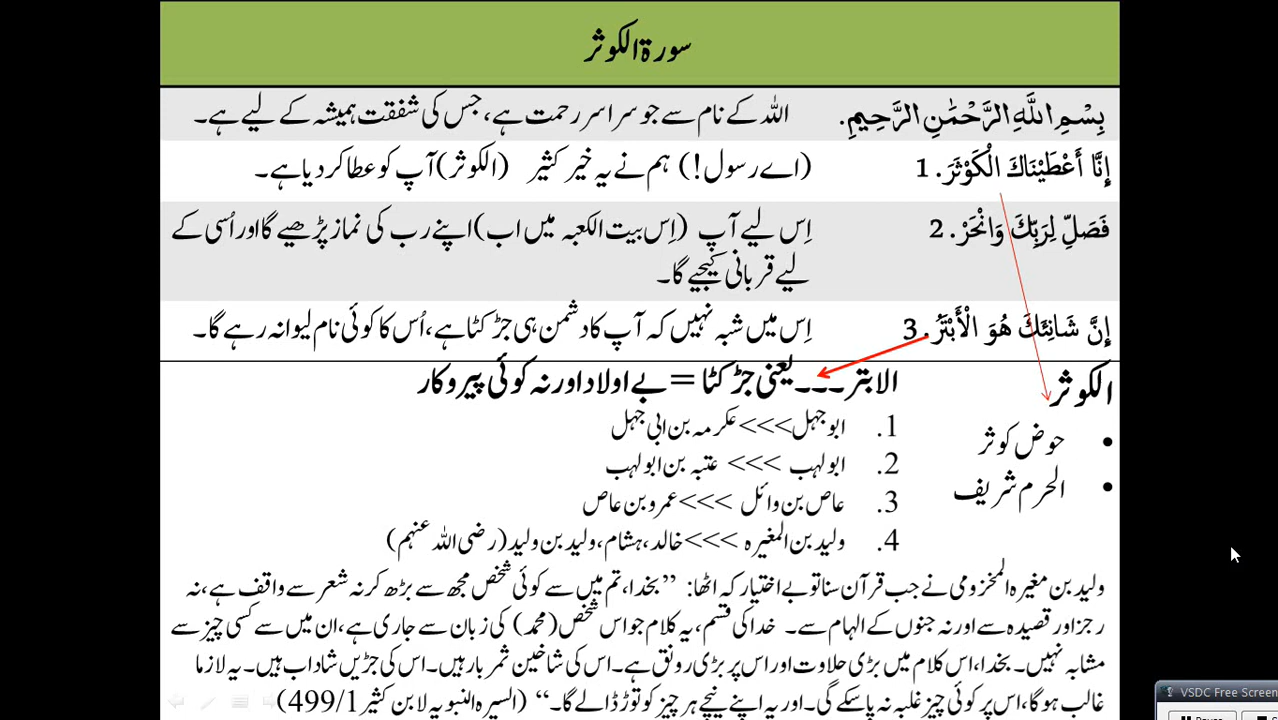 سورۃ الکوثر
بِسْمِ اللَّهِ الرَّحْمَٰنِ الرَّحِيمِ. اللہ کے نام سے جو سراسر رحمت ہے، جس کی شفقت ہمیشہ کے لیے ہے۔
إِنَّا أَعْطَيْنَاكَ الْكَوْثَرَ. 1 (اے رسول!) ہم نے یہ خیر کثیر (الکوثر) آپ کو عطا کر دیا ہے۔
فَصَلِّ لِرَبِّكَ وَانْحَرْ. 2 اِس لیے آپ (اِس بیت الکعبہ میں اب) اپنے رب کی نماز پڑھیے گا اور اُسی کے
لیے قربانی کیجیے گا۔
إِنَّ شَانِئَكَ هُوَ الْأَبْتَرُ. 3 اِس میں شبہ نہیں کہ آپ کا دشمن ہی جڑ کٹا ہے، اُس کا کوئی نام لیوا نہ رہے گا۔
الکوثر
• حوض کوثر
• الحرم شریف
الابتر۔۔۔ یعنی جڑ کٹا = بے اولاد اور نہ کوئی پیروکار
1. ابو جہل >>> عکرمہ بن ابی جہل
2. ابولہب >>> عتبہ بن ابولہب
3. عاص بن وائل >>> عمرو بن عاص
4. ولید بن المغیرہ >>> خالد، ہشام، ولید بن ولید (رضی اللہ عنہم)
ولید بن مغیرہ المخزومی نے جب قرآن سنا تو بے اختیار کہہ اٹھا: ”بخدا، تم میں سے کوئی شخص مجھ سے بڑھ کر نہ شعر سے واقف ہے، نہ
رجز اور قصیدہ سے اور نہ جنوں کے الہام سے۔ خدا کی قسم، یہ کلام جو اس شخص (محمد) کی زبان سے جاری ہے، ان میں سے کسی چیز سے
مشابہ نہیں۔ بخدا، اس کلام میں بڑی حلاوت اور اس پر بڑی رونق ہے۔ اس کی شاخیں ثمربار ہیں۔ اس کی جڑیں شاداب ہیں۔ یہ لازما
غالب ہو گا، اس پر کوئی چیز غلبہ نہ پا سکے گی۔ اور یہ اپنے نیچے ہر چیز کو توڑ ڈالے گا۔“ (السیرہ النبویہ لابن کثیر 499/1)
VSDC Free Screen